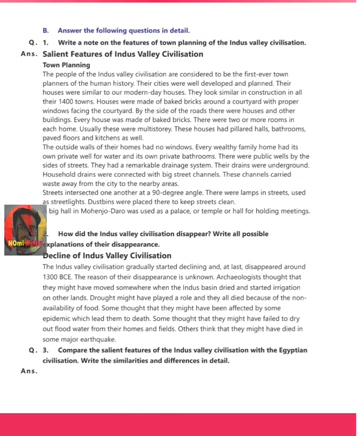 B. Answer the following questions in detail.
Q. 1. Write a note on the features of town planning of the Indus valley civilisation.
Ans. Salient Features of Indus Valley Civilisation
Town Planning
The people of the Indus valley civilisation are considered to be the first-ever town
planners of the human history. Their cities were well developed and planned. Their
houses were similar to our modern-day houses. They look similar in construction in all
their 1400 towns. Houses were made of baked bricks around a courtyard with proper
windows facing the courtyard. By the side of the roads there were houses and other
buildings. Every house was made of baked bricks. There were two or more rooms in
each home. Usually these were multistorey. These houses had pillared halls, bathrooms,
paved floors and kitchens as well.
The outside walls of their homes had no windows. Every wealthy family home had its
own private well for water and its own private bathrooms. There were public wells by the
sides of streets. They had a remarkable drainage system. Their drains were underground.
Household drains were connected with big street channels. These channels carried
waste away from the city to the nearby areas.
Streets intersected one another at a 90-degree angle. There were lamps in streets, used
as streetlights. Dustbins were placed there to keep streets clean.
big hall in Mohenjo-Daro was used as a palace, or temple or hall for holding meetings.
How did the Indus valley civilisation disappear? Write all possible
explanations of their disappearance.
Decline of Indus Valley Civilisation
The Indus valley civilisation gradually started declining and, at last, disappeared around
1300 BCE. The reason of their disappearance is unknown. Archaeologists thought that
they might have moved somewhere when the Indus basin dried and started irrigation
on other lands. Drought might have played a role and they all died because of the non-
availability of food. Some thought that they might have been affected by some
epidemic which lead them to death. Some thought that they might have failed to dry
out flood water from their homes and fields. Others think that they might have died in
some major earthquake.
Q. 3. Compare the salient features of the Indus valley civilisation with the Egyptian
civilisation. Write the similarities and differences in detail.
Ans.